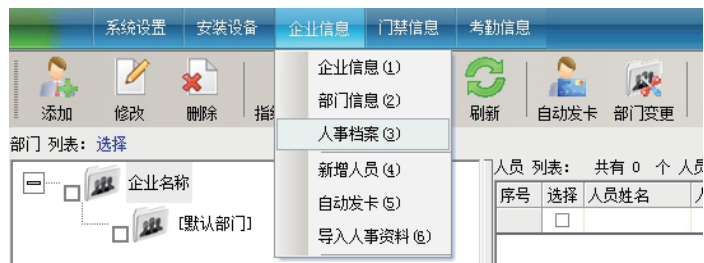 系统设置 安装设备 企业信息 门禁信息 考勤信息
企业信息(1)
部门信息(2)
人事档案(3)
新增人员(4)
自动发卡(5)
导入人事资料(6)
添加 修改 删除 刷新 自动发卡 部门变更
部门 列表: 选择
企业名称
[默认部门]
人员 列表: 共有 0 个 人员
序号 选择 人员姓名